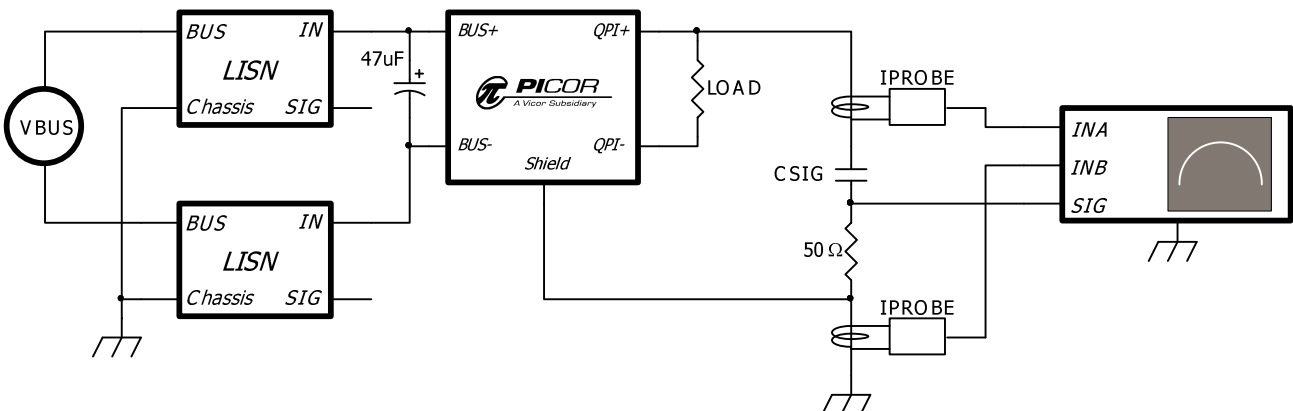 BUS IN
LISN
Chassis SIG
VBUS
BUS IN
LISN
Chassis SIG
47uF
+
BUS+ QPI+
PICOR
A Vicor Subsidiary
BUS- QPI-
Shield
LOAD
IPROBE
CSIG
50 Ω
IPROBE
INA
INB
SIG